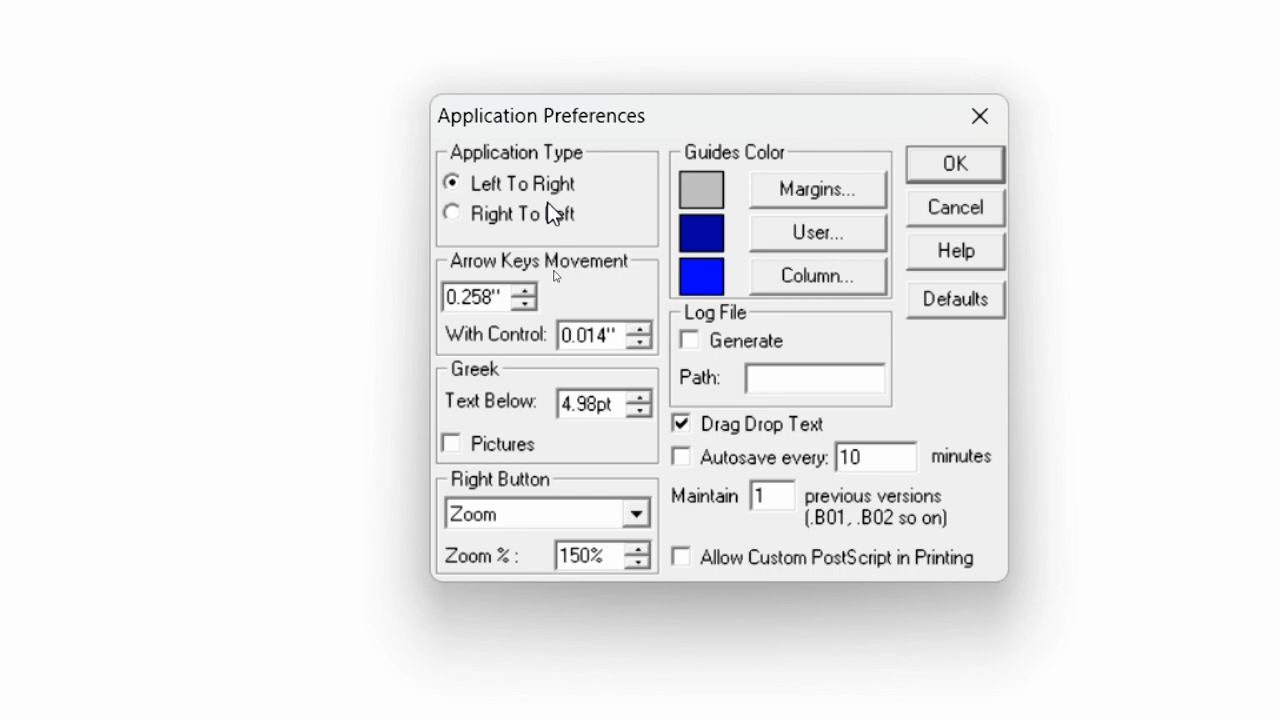 Application Preferences
Application Type
Left To Right
Right To Left
Arrow Keys Movement
0.258"
With Control: 0.014"
Greek
Text Below: 4.98pt
Pictures
Right Button
Zoom
Zoom % : 150%
Guides Color
Margins...
User...
Column...
Log File
Generate
Path:
Drag Drop Text
Autosave every: 10 minutes
Maintain 1 previous versions
(.B01, .B02 so on)
Allow Custom PostScript in Printing
OK
Cancel
Help
Defaults